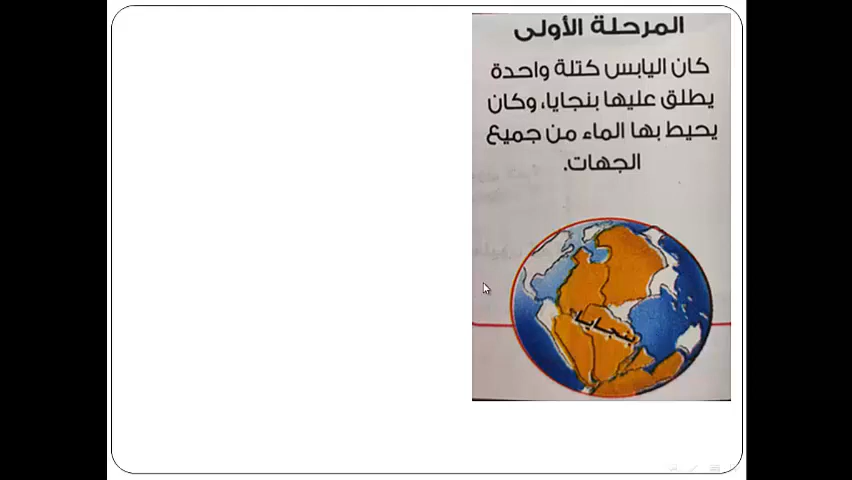 المرحلة الأولى
كان اليابس كتلة واحدة
يطلق عليها بنجايا، وكان
يحيط بها الماء من جميع
الجهات.
بنجايا